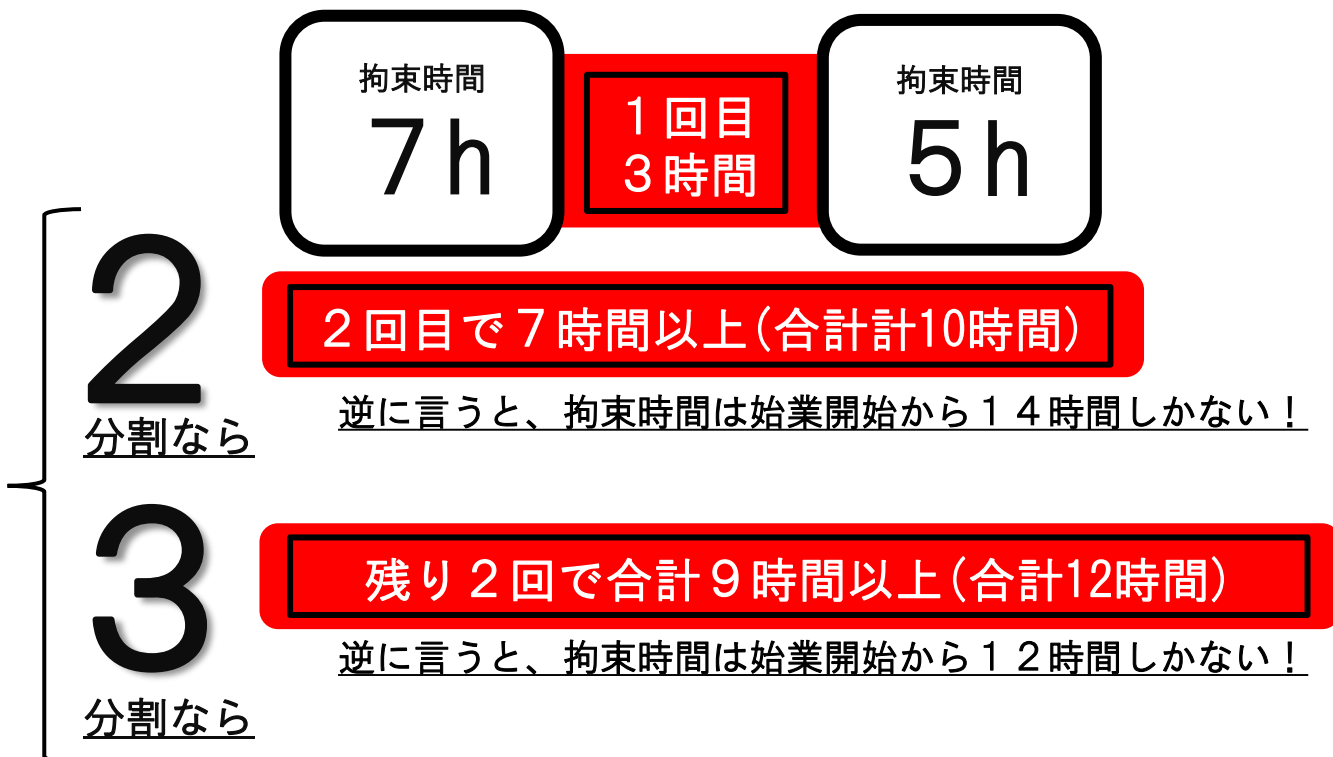 拘束時間
7h
1回目
3時間
拘束時間
5h
2
分割なら
2回目で7時間以上(合計計10時間)
逆に言うと、拘束時間は始業開始から14時間しかない!
3
分割なら
残り2回で合計9時間以上(合計12時間)
逆に言うと、拘束時間は始業開始から12時間しかない!